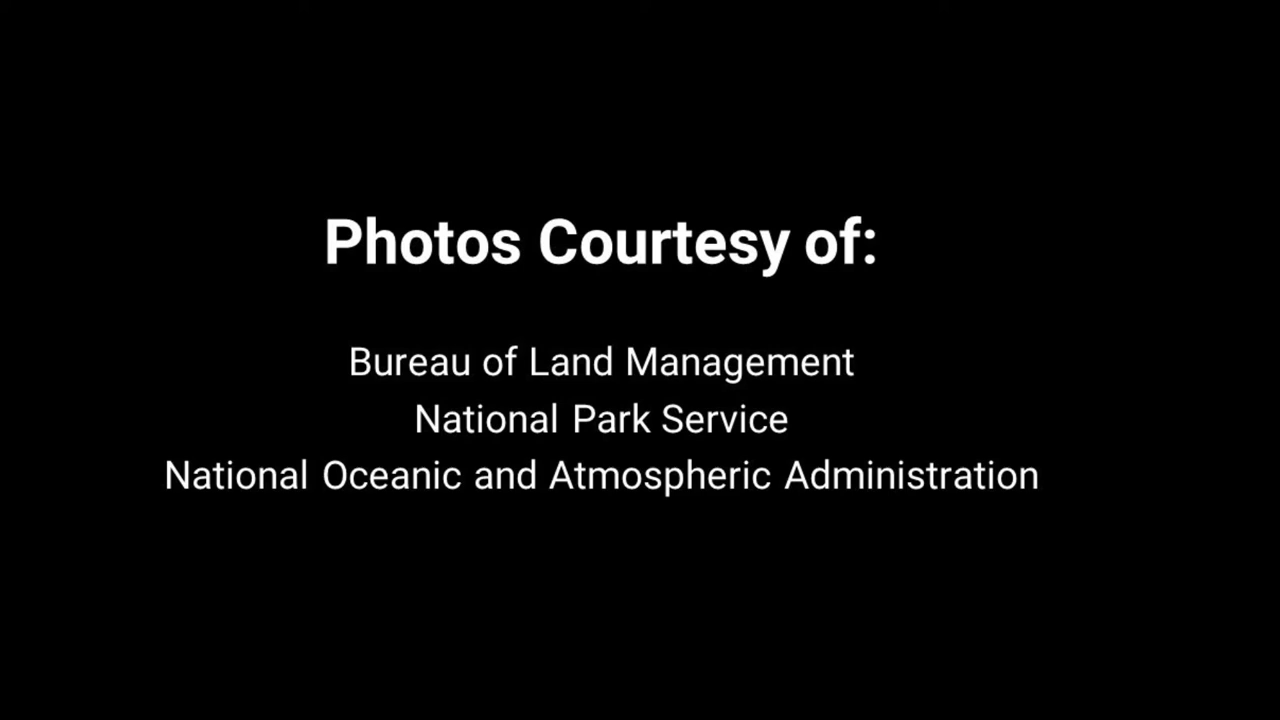 Photos Courtesy of:
Bureau of Land Management
National Park Service
National Oceanic and Atmospheric Administration